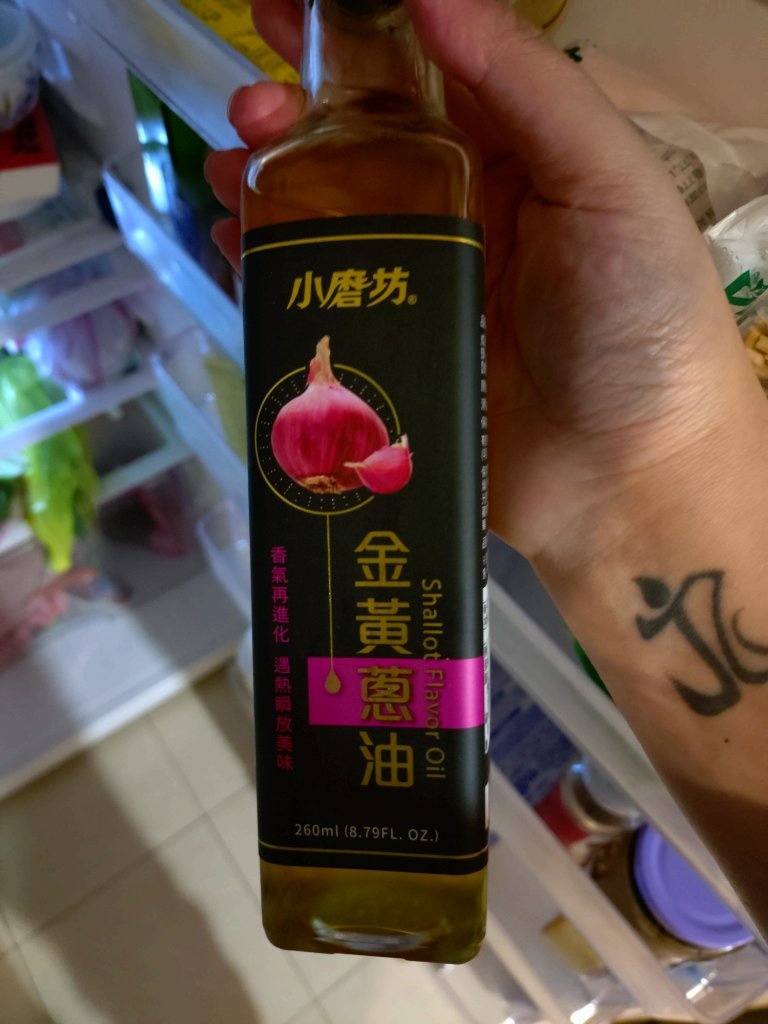 小磨坊®
香氣再進化 遇熱瞬放美味
金黃蔥油
Shallot Flavor Oil
260ml (8.79FL. OZ.)